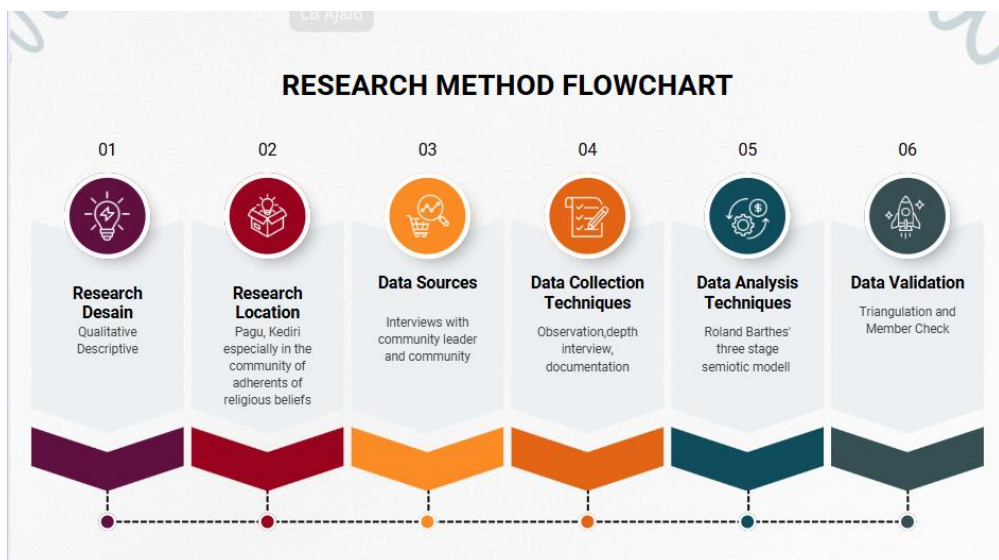 LB Ajaib
RESEARCH METHOD FLOWCHART
01
02
03
04
05
06
Research
Desain
Qualitative
Descriptive
Research
Location
Pagu, Kediri
especially in the
community of
adherents of
religious beliefs
Data Sources
Interviews with
community leader
and community
Data Collection
Techniques
Observation,depth
interview,
documentation
Data Analysis
Techniques
Roland Barthes'
three stage
semiotic modell
Data Validation
Triangulation and
Member Check